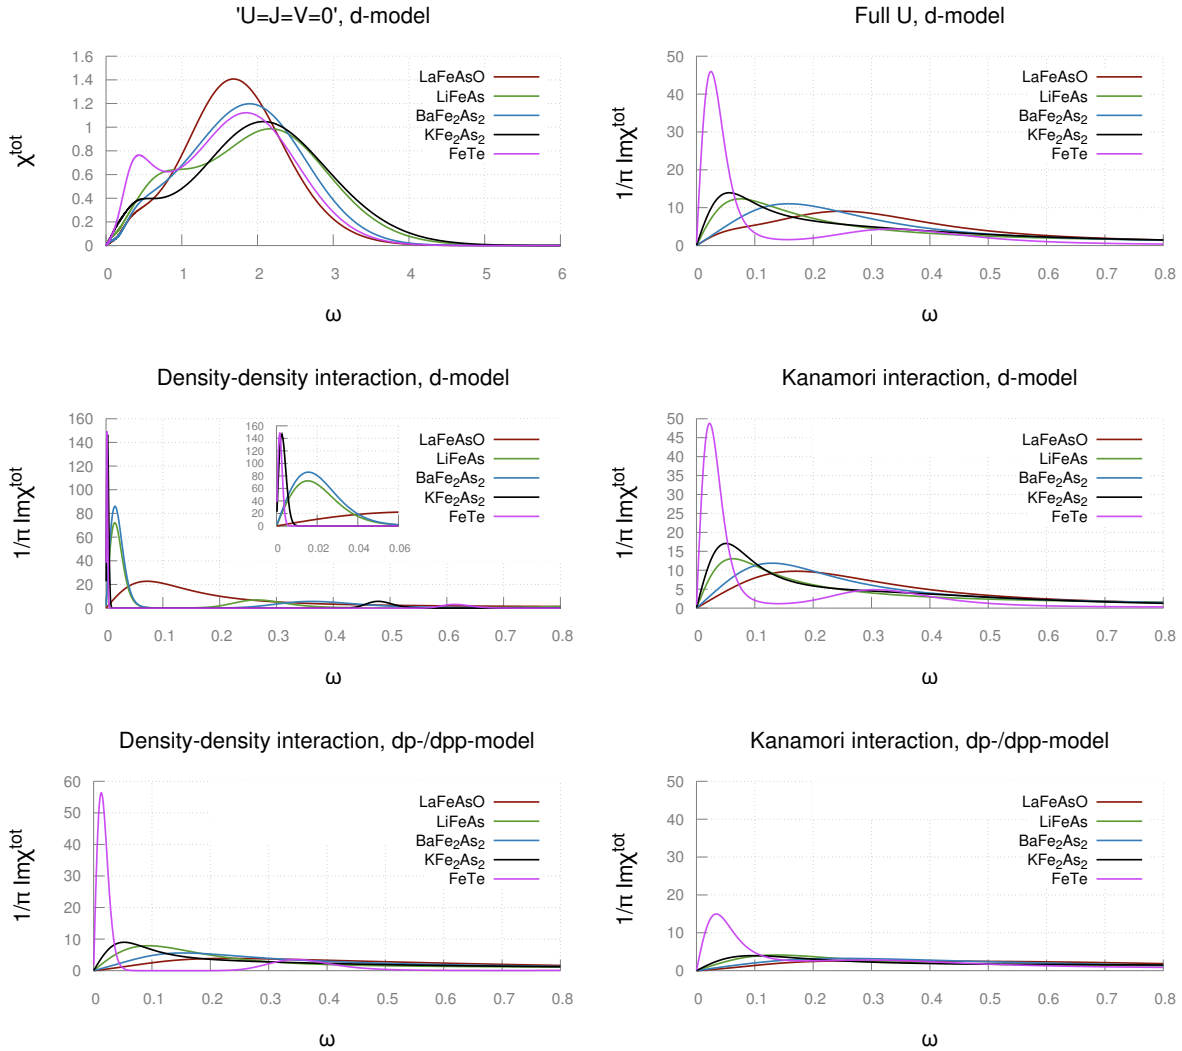 'U=J=V=0', d-model
χ^tot
1.6
1.4
1.2
1
0.8
0.6
0.4
0.2
0
LaFeAsO
LiFeAs
BaFe₂As₂
KFe₂As₂
FeTe
0 1 2 3 4 5 6
ω
Full U, d-model
1/π Imχ^tot
50
40
30
20
10
0
LaFeAsO
LiFeAs
BaFe₂As₂
KFe₂As₂
FeTe
0 0.1 0.2 0.3 0.4 0.5 0.6 0.7 0.8
ω
Density-density interaction, d-model
1/π Imχ^tot
160
140
120
100
80
60
40
20
0
160
140
120
100
80
60
40
20
0
0 0.02 0.04 0.06
LaFeAsO
LiFeAs
BaFe₂As₂
KFe₂As₂
FeTe
0 0.1 0.2 0.3 0.4 0.5 0.6 0.7 0.8
ω
Kanamori interaction, d-model
1/π Imχ^tot
50
45
40
35
30
25
20
15
10
5
0
LaFeAsO
LiFeAs
BaFe₂As₂
KFe₂As₂
FeTe
0 0.1 0.2 0.3 0.4 0.5 0.6 0.7 0.8
ω
Density-density interaction, dp-/dpp-model
1/π Imχ^tot
60
50
40
30
20
10
0
LaFeAsO
LiFeAs
BaFe₂As₂
KFe₂As₂
FeTe
0 0.1 0.2 0.3 0.4 0.5 0.6 0.7 0.8
ω
Kanamori interaction, dp-/dpp-model
1/π Imχ^tot
50
40
30
20
10
0
LaFeAsO
LiFeAs
BaFe₂As₂
KFe₂As₂
FeTe
0 0.1 0.2 0.3 0.4 0.5 0.6 0.7 0.8
ω